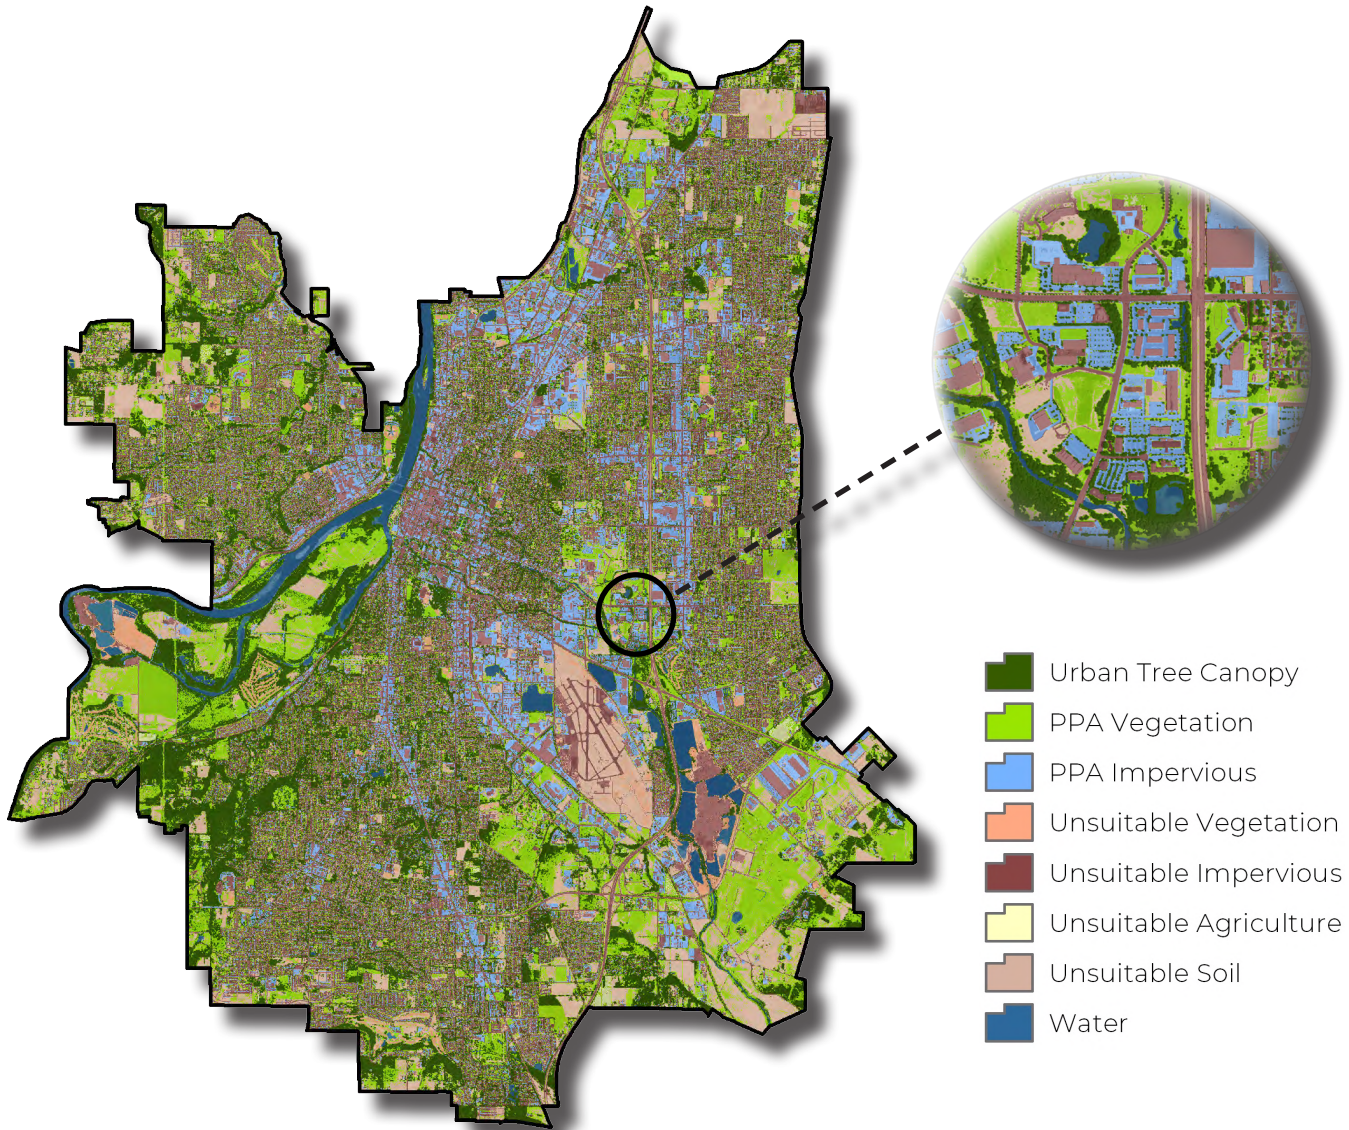 Urban Tree Canopy
PPA Vegetation
PPA Impervious
Unsuitable Vegetation
Unsuitable Impervious
Unsuitable Agriculture
Unsuitable Soil
Water